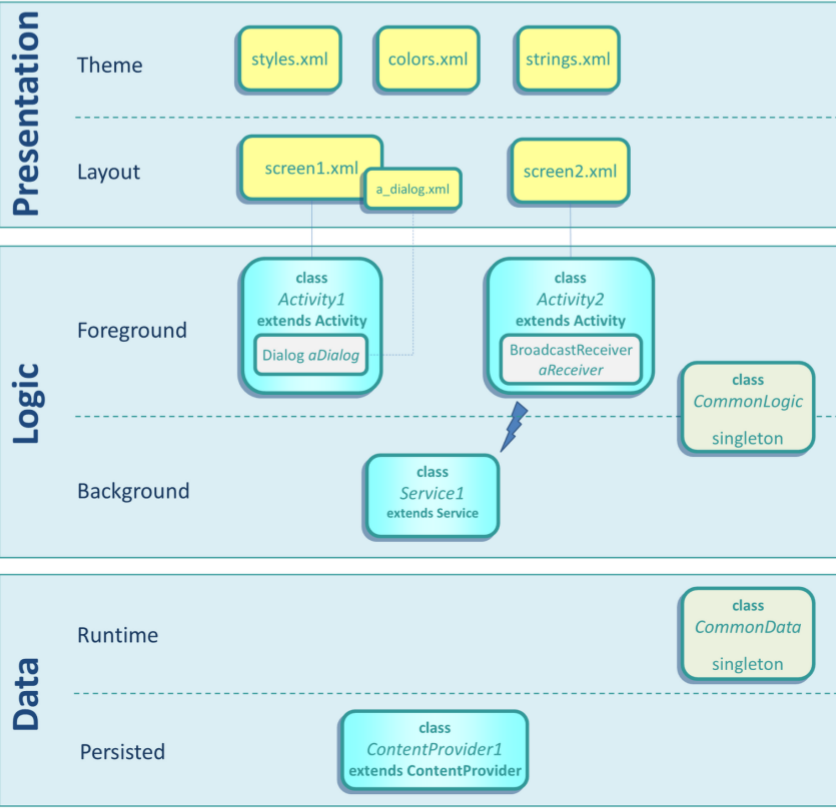 Presentation
Theme
styles.xml
colors.xml
strings.xml
Layout
screen1.xml
a_dialog.xml
screen2.xml
Logic
Foreground
class
Activity1
extends Activity
Dialog aDialog
class
Activity2
extends Activity
BroadcastReceiver
aReceiver
class
CommonLogic
singleton
Background
class
Service1
extends Service
Data
Runtime
class
CommonData
singleton
Persisted
class
ContentProvider1
extends ContentProvider